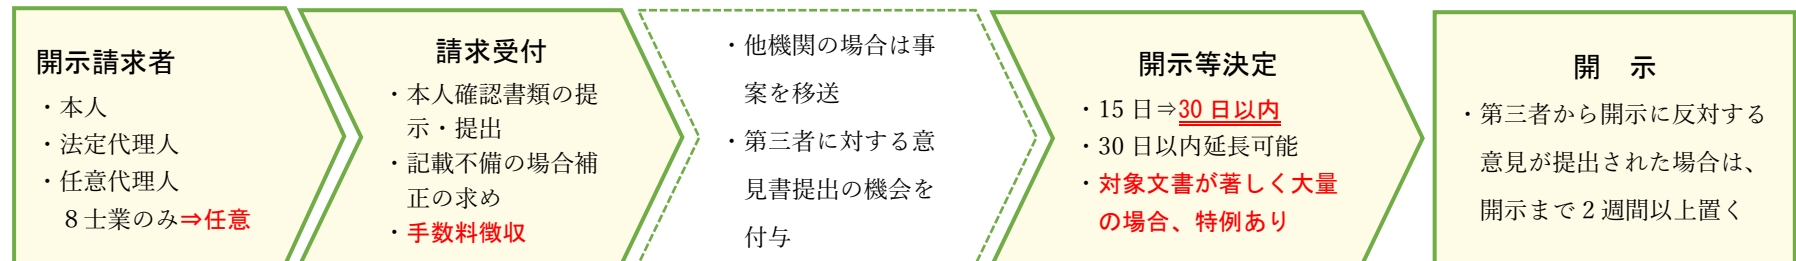 開示請求者
・本人
・法定代理人
・任意代理人
８士業のみ⇒任意
請求受付
・本人確認書類の提
示・提出
・記載不備の場合補
正の求め
・手数料徴収
・他機関の場合は事
案を移送
・第三者に対する意
見書提出の機会を
付与
開示等決定
・15 日⇒30 日以内
・30 日以内延長可能
・対象文書が著しく大量
の場合、特例あり
開　示
・第三者から開示に反対する
意見が提出された場合は、
開示まで２週間以上置く